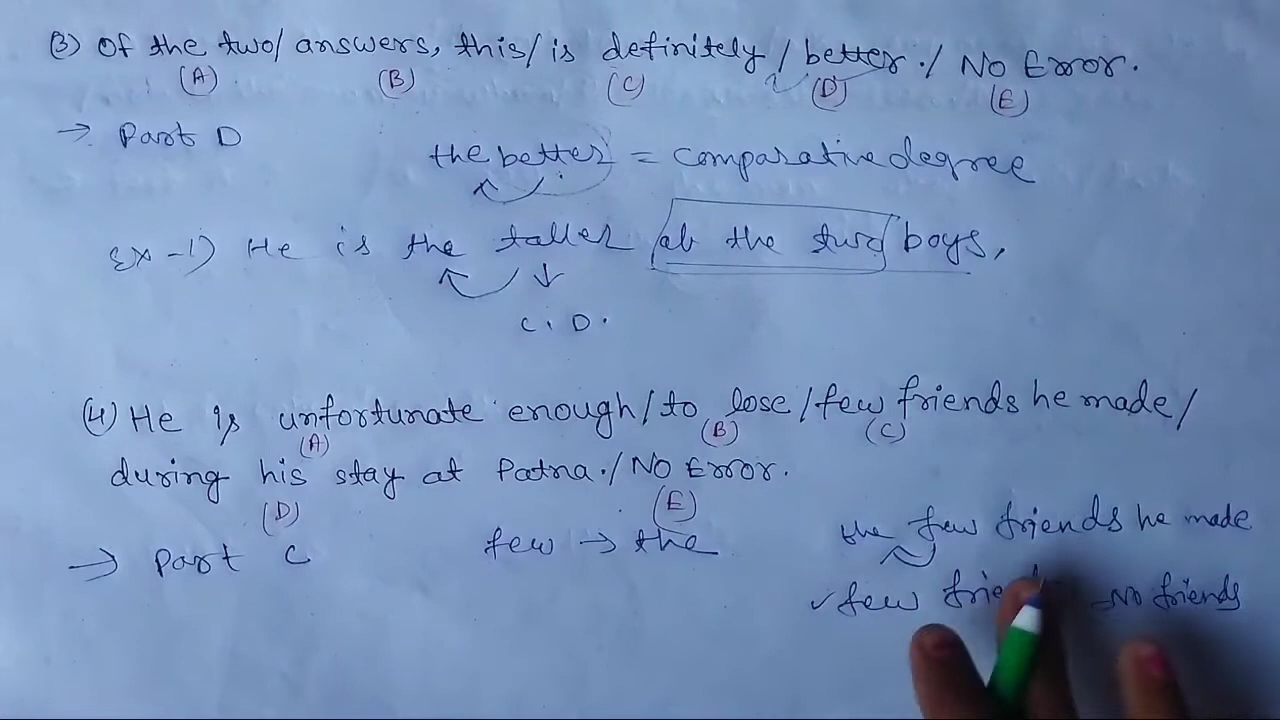 (3) Of the two/ answers, this/ is definitely / better./ No Error.
(A) (B) (C) (D) (E)
→ Part D
the better = comparative degree
Ex-1) He is the taller of the two boys.
C. D.
(4) He is unfortunate enough/ to lose/ few friends he made/
(A) (B) (C)
during his stay at Patna./ No Error.
(D) (E)
→ Part C
few → the
the few friends he made
✓few - No friends